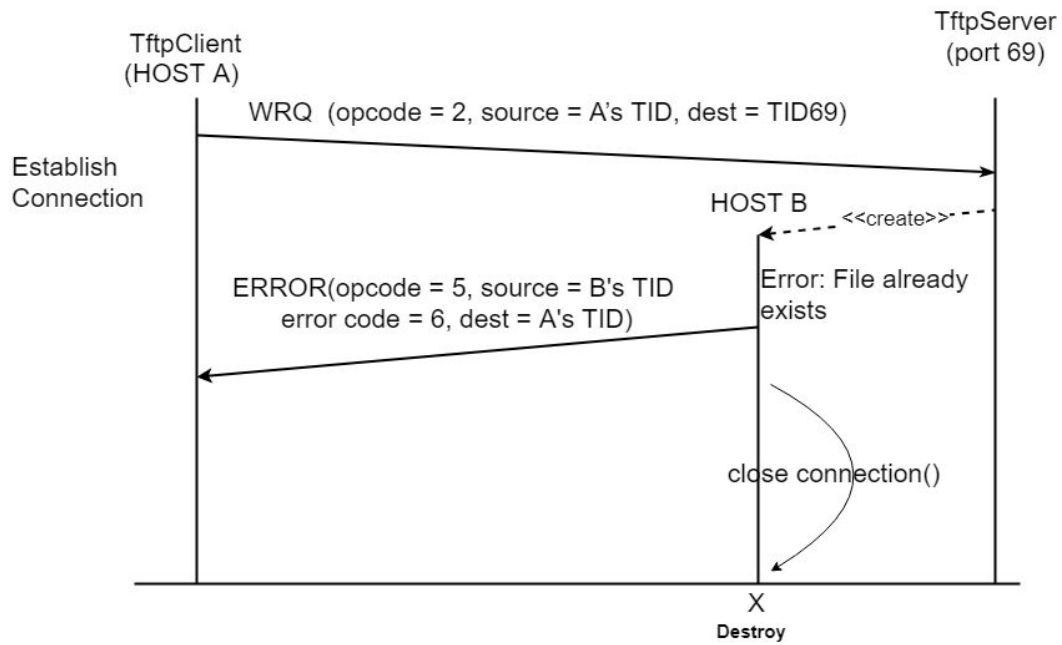 TftpServer
(port 69)
TftpClient
(HOST A)
WRQ (opcode = 2, source = A’s TID, dest = TID69)
Establish
Connection
HOST B
<<create>>
Error: File already
exists
ERROR(opcode = 5, source = B's TID
error code = 6, dest = A's TID)
close connection()
X
Destroy